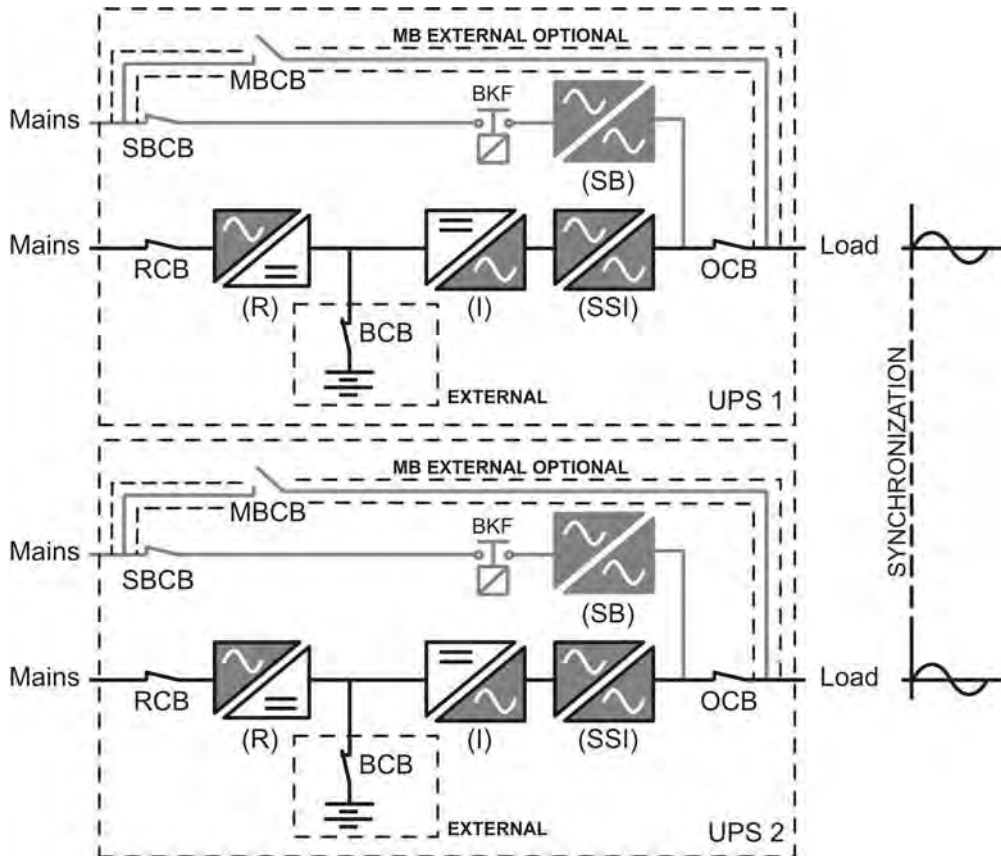 MB EXTERNAL OPTIONAL
MBCB
BKF
Mains
SBCB
(SB)
Mains
RCB
(R)
(I)
(SSI)
OCB
Load
BCB
EXTERNAL
UPS 1
SYNCHRONIZATION
MB EXTERNAL OPTIONAL
MBCB
BKF
Mains
SBCB
(SB)
Mains
RCB
(R)
(I)
(SSI)
OCB
Load
BCB
EXTERNAL
UPS 2